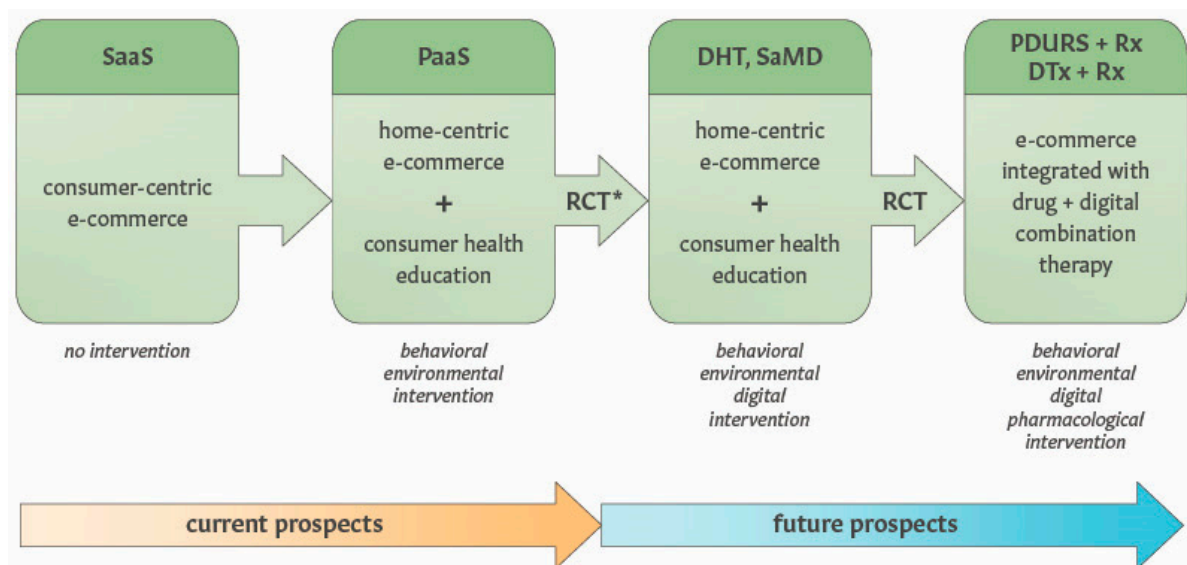 SaaS
consumer-centric
e-commerce
no intervention
PaaS
home-centric
e-commerce
+
consumer health
education
behavioral
environmental
intervention
RCT*
DHT, SaMD
home-centric
e-commerce
+
consumer health
education
behavioral
environmental
digital
intervention
RCT
PDURS + Rx
DTx + Rx
e-commerce
integrated with
drug + digital
combination
therapy
behavioral
environmental
digital
pharmacological
intervention
current prospects
future prospects